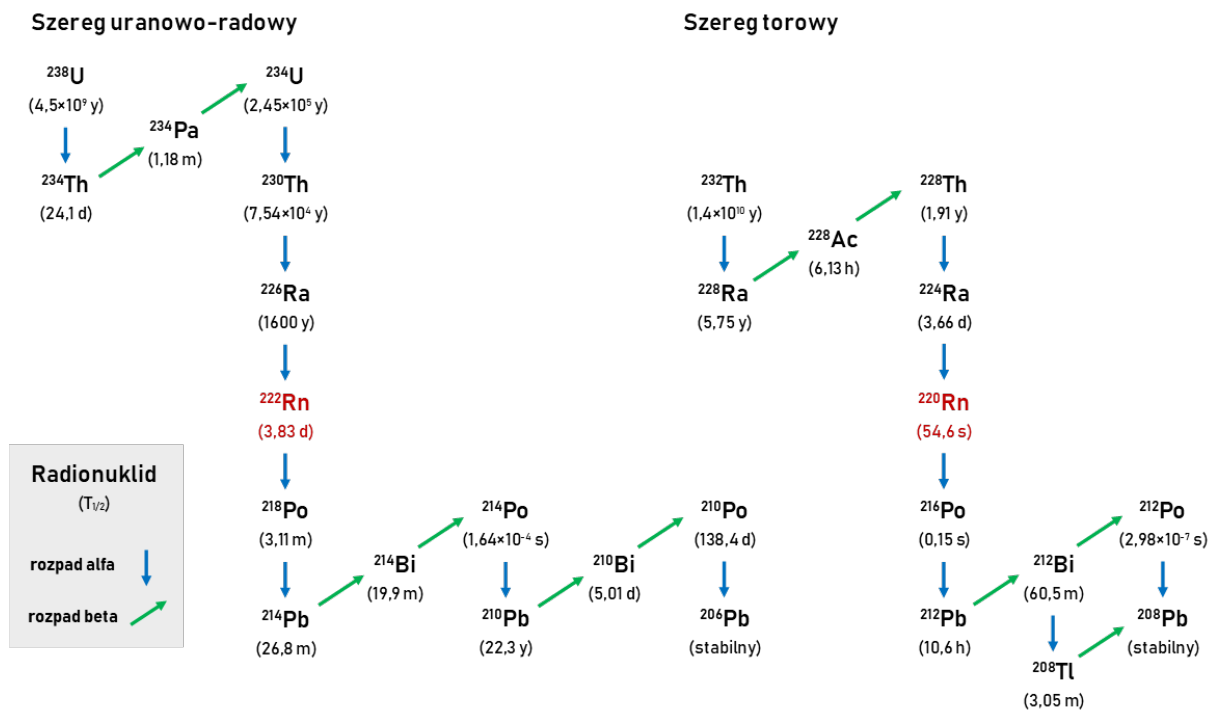 Szereg uranowo-radowy
²³⁸U
(4,5×10⁹ y)
²³⁴Th
(24,1 d)
²³⁴Pa
(1,18 m)
²³⁴U
(2,45×10⁵ y)
²³⁰Th
(7,54×10⁴ y)
²²⁶Ra
(1600 y)
²²²Rn
(3,83 d)
²¹⁸Po
(3,11 m)
²¹⁴Pb
(26,8 m)
²¹⁴Bi
(19,9 m)
²¹⁴Po
(1,64×10⁻⁴ s)
²¹⁰Pb
(22,3 y)
²¹⁰Bi
(5,01 d)
²¹⁰Po
(138,4 d)
²⁰⁶Pb
(stabilny)
Szereg torowy
²³²Th
(1,4×10¹⁰ y)
²²⁸Ra
(5,75 y)
²²⁸Ac
(6,13 h)
²²⁸Th
(1,91 y)
²²⁴Ra
(3,66 d)
²²⁰Rn
(54,6 s)
²¹⁶Po
(0,15 s)
²¹²Pb
(10,6 h)
²¹²Bi
(60,5 m)
²¹²Po
(2,98×10⁻⁷ s)
²⁰⁸Tl
(3,05 m)
²⁰⁸Pb
(stabilny)
Radionuklid
(T₁/₂)
rozpad alfa
rozpad beta